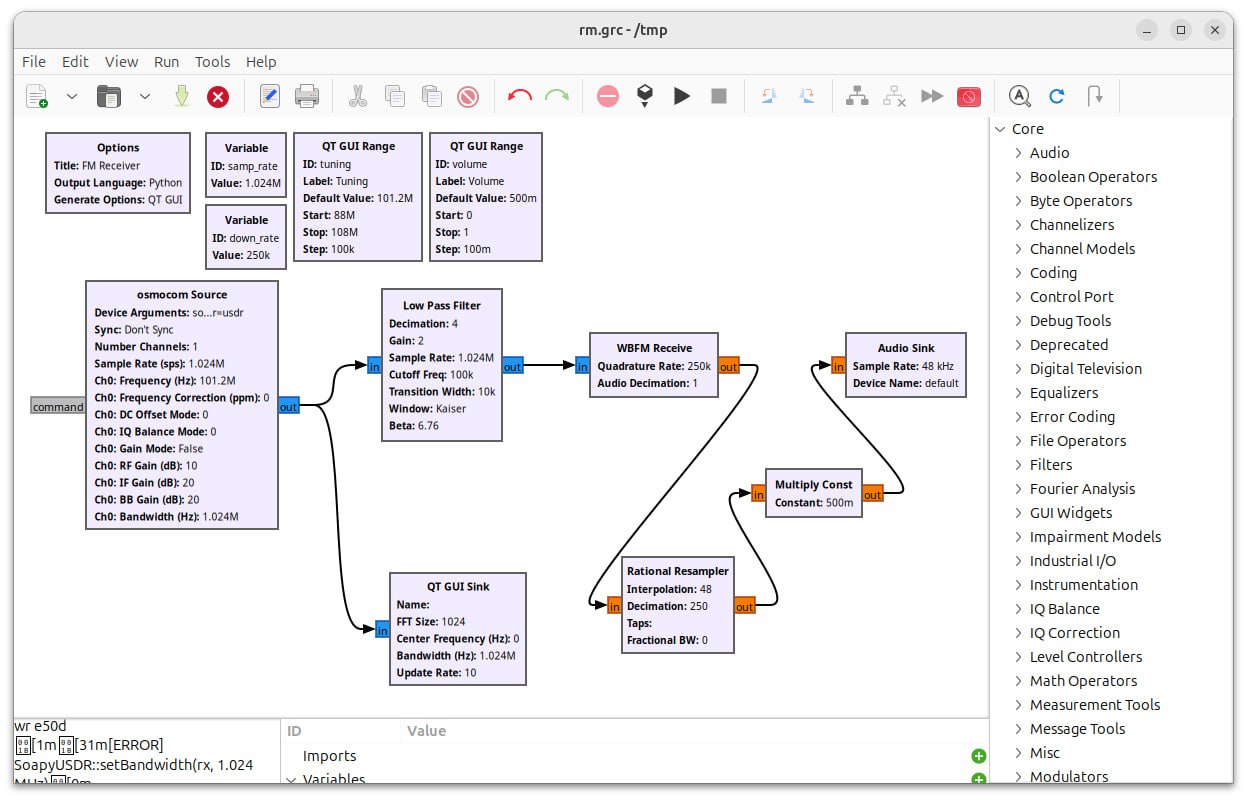 rm.grc - /tmp
File Edit View Run Tools Help
Options
Title: FM Receiver
Output Language: Python
Generate Options: QT GUI
Variable
ID: samp_rate
Value: 1.024M
Variable
ID: down_rate
Value: 250k
QT GUI Range
ID: tuning
Label: Tuning
Default Value: 101.2M
Start: 88M
Stop: 108M
Step: 100k
QT GUI Range
ID: volume
Label: Volume
Default Value: 500m
Start: 0
Stop: 1
Step: 100m
osmocom Source
Device Arguments: so...r=usdr
Sync: Don't Sync
Number Channels: 1
Sample Rate (sps): 1.024M
Ch0: Frequency (Hz): 101.2M
Ch0: Frequency Correction (ppm): 0
Ch0: DC Offset Mode: 0
Ch0: IQ Balance Mode: 0
Ch0: Gain Mode: False
Ch0: RF Gain (dB): 10
Ch0: IF Gain (dB): 20
Ch0: BB Gain (dB): 20
Ch0: Bandwidth (Hz): 1.024M
command
out
Low Pass Filter
Decimation: 4
Gain: 2
Sample Rate: 1.024M
Cutoff Freq: 100k
Transition Width: 10k
Window: Kaiser
Beta: 6.76
in
out
WBFM Receive
Quadrature Rate: 250k
Audio Decimation: 1
in
out
Audio Sink
Sample Rate: 48 kHz
Device Name: default
in
Multiply Const
Constant: 500m
in
out
Rational Resampler
Interpolation: 48
Decimation: 250
Taps:
Fractional BW: 0
in
out
QT GUI Sink
Name:
FFT Size: 1024
Center Frequency (Hz): 0
Bandwidth (Hz): 1.024M
Update Rate: 10
in
Core
Audio
Boolean Operators
Byte Operators
Channelizers
Channel Models
Coding
Control Port
Debug Tools
Deprecated
Digital Television
Equalizers
Error Coding
File Operators
Filters
Fourier Analysis
GUI Widgets
Impairment Models
Industrial I/O
Instrumentation
IQ Balance
IQ Correction
Level Controllers
Math Operators
Measurement Tools
Message Tools
Misc
Modulators
wr e50d
[1m[31m[ERROR]
SoapyUSDR::setBandwidth(rx, 1.024
MHz)[0m
ID Value
Imports
Variables